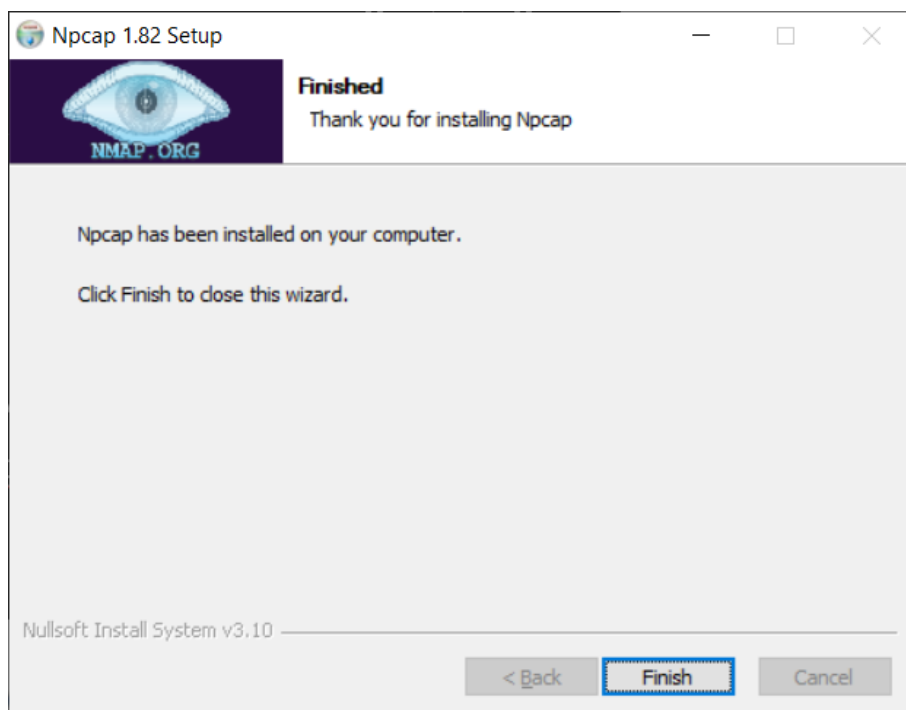 Npcap 1.82 Setup
Finished
Thank you for installing Npcap
NMAP.ORG
Npcap has been installed on your computer.
Click Finish to close this wizard.
Nullsoft Install System v3.10
< Back
Finish
Cancel